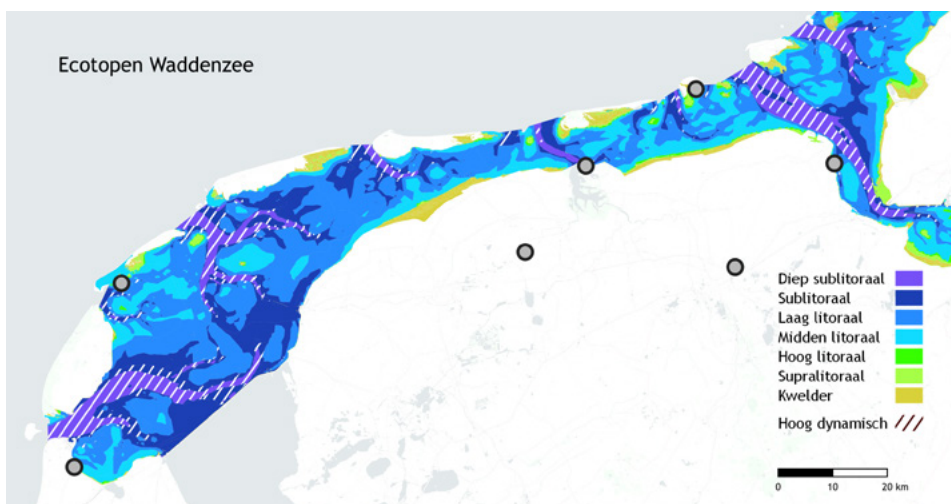 Ecotopen Waddenzee
Diep sublitoraal
Sublitoraal
Laag litoraal
Midden litoraal
Hoog litoraal
Supralitoraal
Kwelder
Hoog dynamisch
0 10 20 km